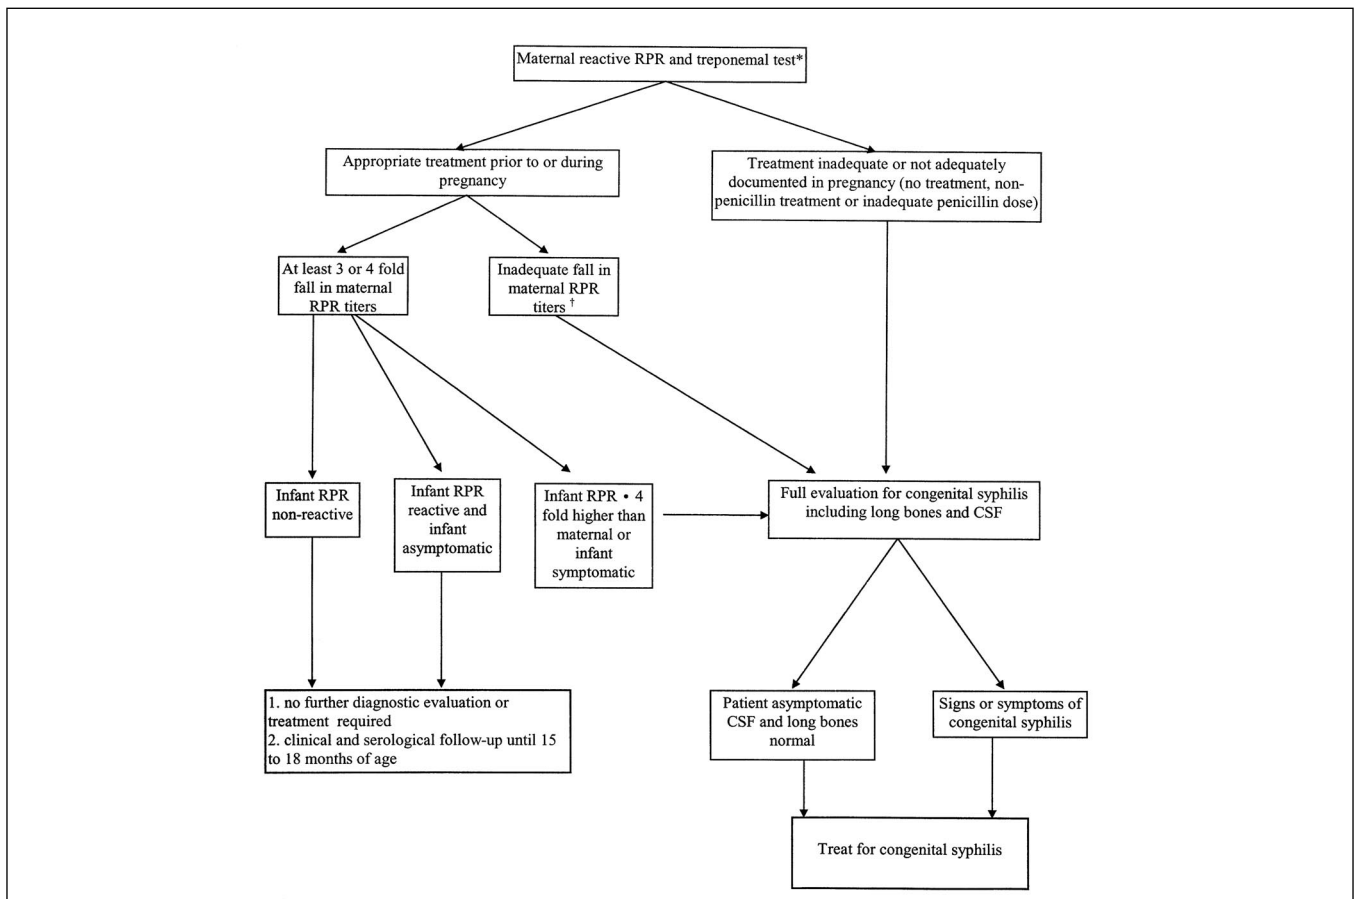 Maternal reactive RPR and treponemal test*
Appropriate treatment prior to or during
pregnancy
Treatment inadequate or not adequately
documented in pregnancy (no treatment, non-
penicillin treatment or inadequate penicillin dose)
At least 3 or 4 fold
fall in maternal
RPR titers
Inadequate fall in
maternal RPR
titers †
Infant RPR
non-reactive
Infant RPR
reactive and
infant
asymptomatic
Infant RPR • 4
fold higher than
maternal or
infant
symptomatic
Full evaluation for congenital syphilis
including long bones and CSF
1. no further diagnostic evaluation or
treatment required
2. clinical and serological follow-up until 15
to 18 months of age
Patient asymptomatic
CSF and long bones
normal
Signs or symptoms of
congenital syphilis
Treat for congenital syphilis